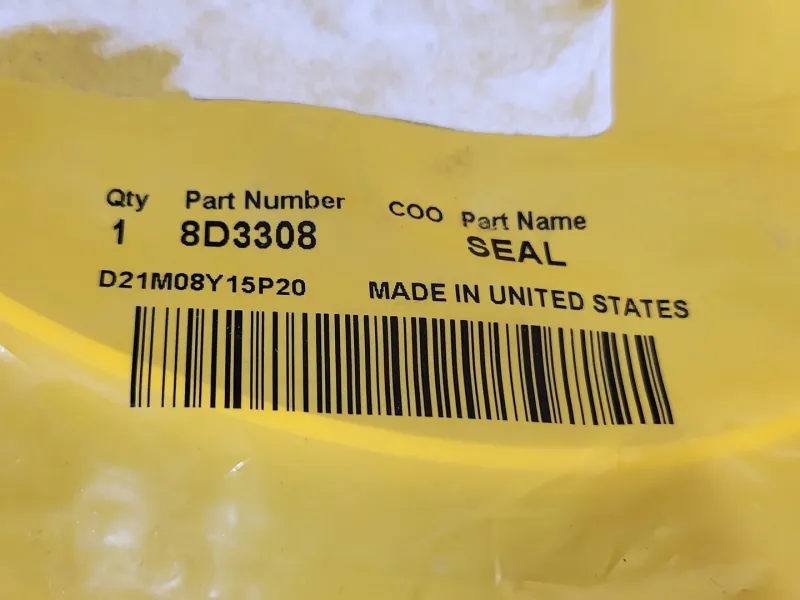 Qty Part Number COO Part Name
1 8D3308 SEAL
D21M08Y15P20 MADE IN UNITED STATES